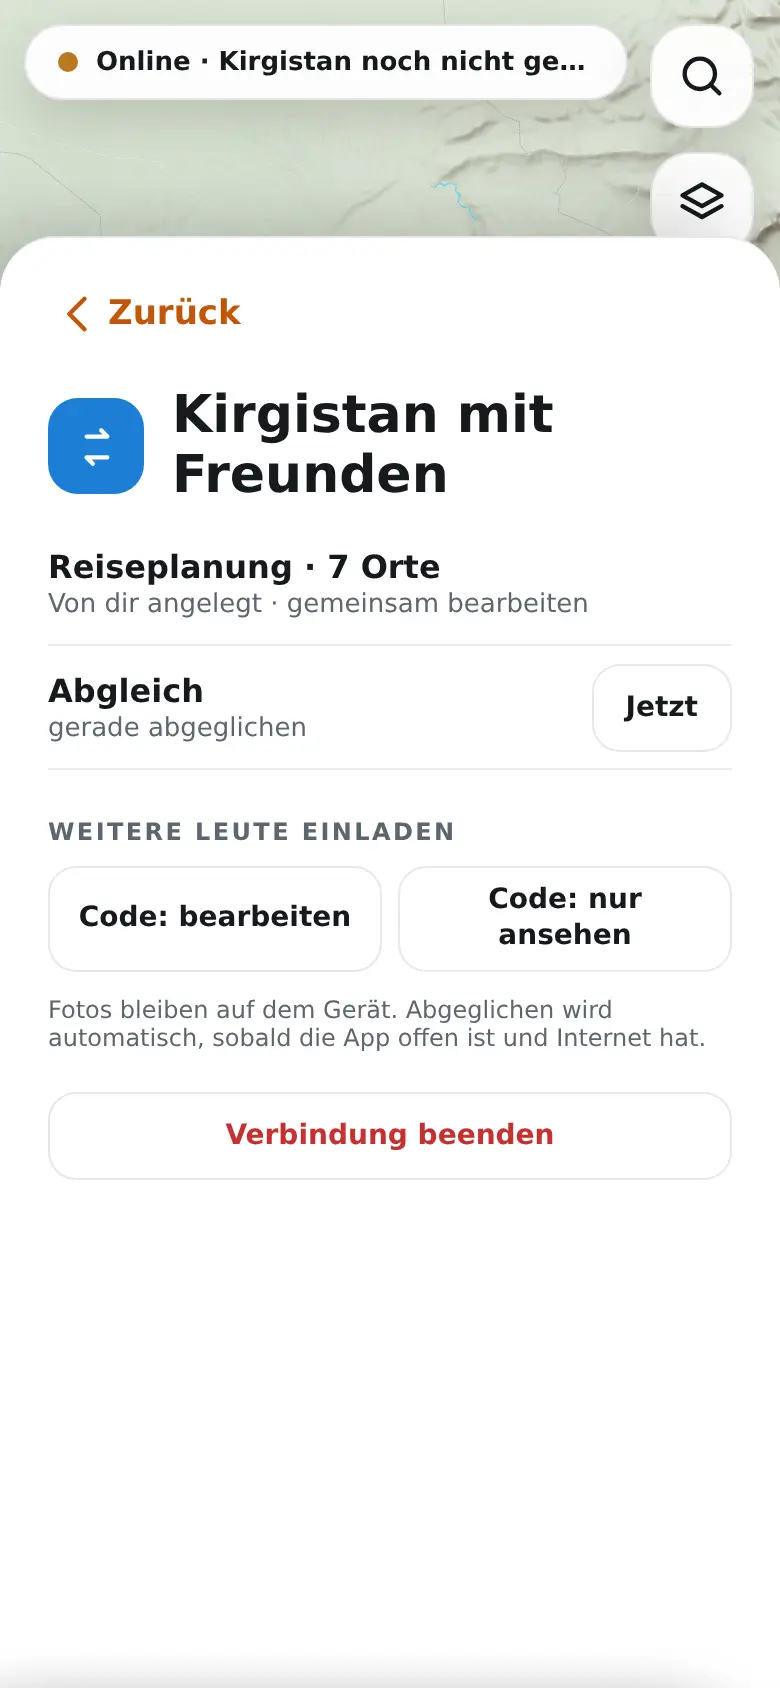 Online · Kirgistan noch nicht ge…
Zurück
Kirgistan mit
Freunden
Reiseplanung · 7 Orte
Von dir angelegt · gemeinsam bearbeiten
Abgleich
gerade abgeglichen
Jetzt
WEITERE LEUTE EINLADEN
Code: bearbeiten
Code: nur
ansehen
Fotos bleiben auf dem Gerät. Abgeglichen wird
automatisch, sobald die App offen ist und Internet hat.
Verbindung beenden